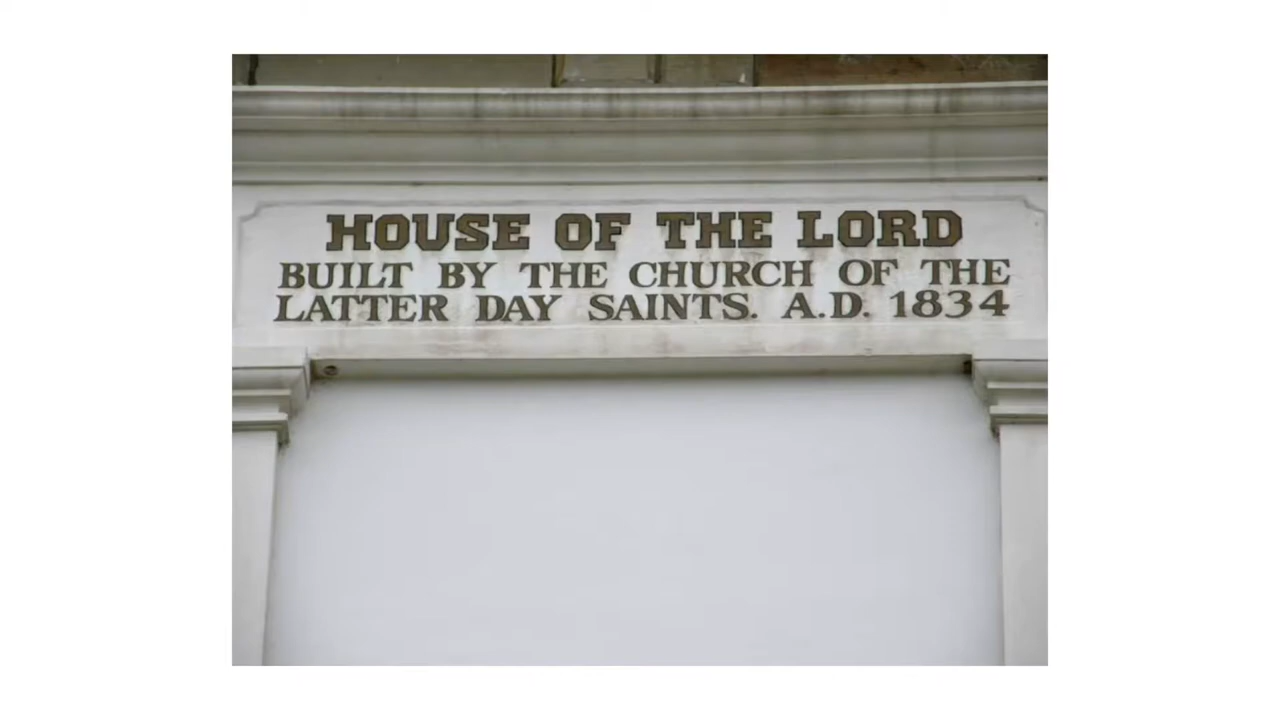 HOUSE OF THE LORD
BUILT BY THE CHURCH OF THE
LATTER DAY SAINTS. A.D. 1834